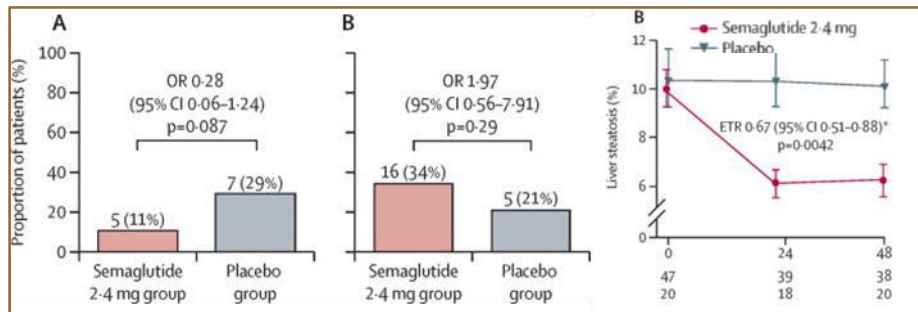 A
Proportion of patients (%)
100
80
60
40
20
0
OR 0·28
(95% CI 0·06–1·24)
p=0·087
5 (11%)
7 (29%)
Semaglutide
2·4 mg group
Placebo
group
B
OR 1·97
(95% CI 0·56–7·91)
p=0·29
16 (34%)
5 (21%)
Semaglutide
2·4 mg group
Placebo
group
B
Semaglutide 2·4 mg
Placebo
Liver steatosis (%)
10
8
6
0
ETR 0·67 (95% CI 0·51–0·88)*
p=0·0042
0 24 48
47 39 38
20 18 20